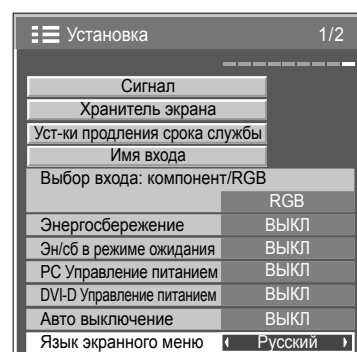 Установка 1/2
Сигнал
Хранитель экрана
Уст-ки продления срока службы
Имя входа
Выбор входа: компонент/RGB
RGB
Энергосбережение ВЫКЛ
Эн/сб в режиме ожидания ВЫКЛ
PC Управление питанием ВЫКЛ
DVI-D Управление питанием ВЫКЛ
Авто выключение ВЫКЛ
Язык экранного меню Русский